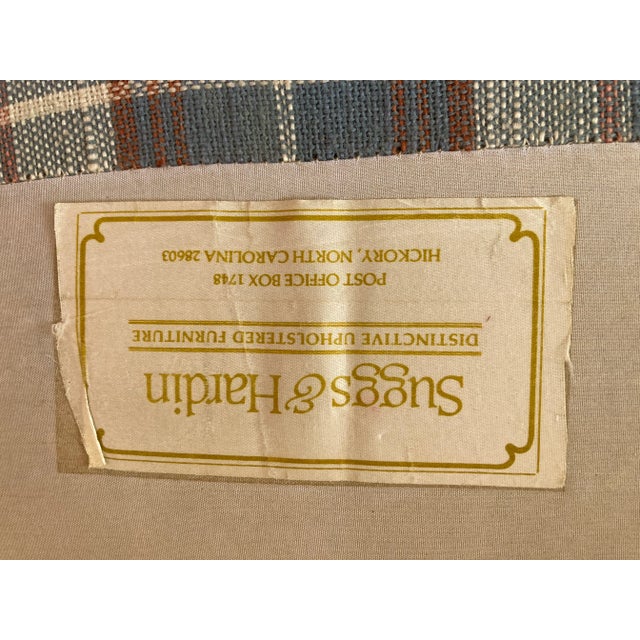 Suggs & Hardin
DISTINCTIVE UPHOLSTERED FURNITURE
POST OFFICE BOX 1748
HICKORY, NORTH CAROLINA 28603